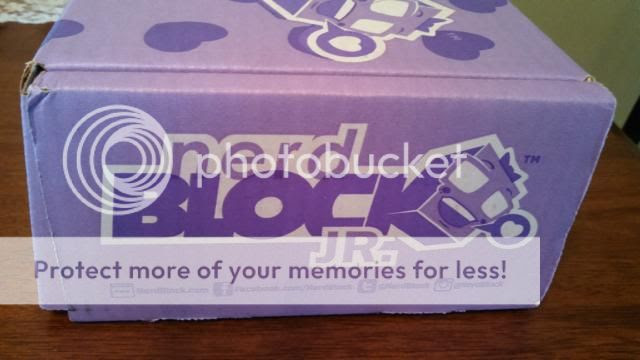 nerd
photobucket
BLOCK
TM
JR.
Protect more of your memories for less!
NerdBlock.com Facebook.com/NerdBlock @NerdBlock @NerdBlock